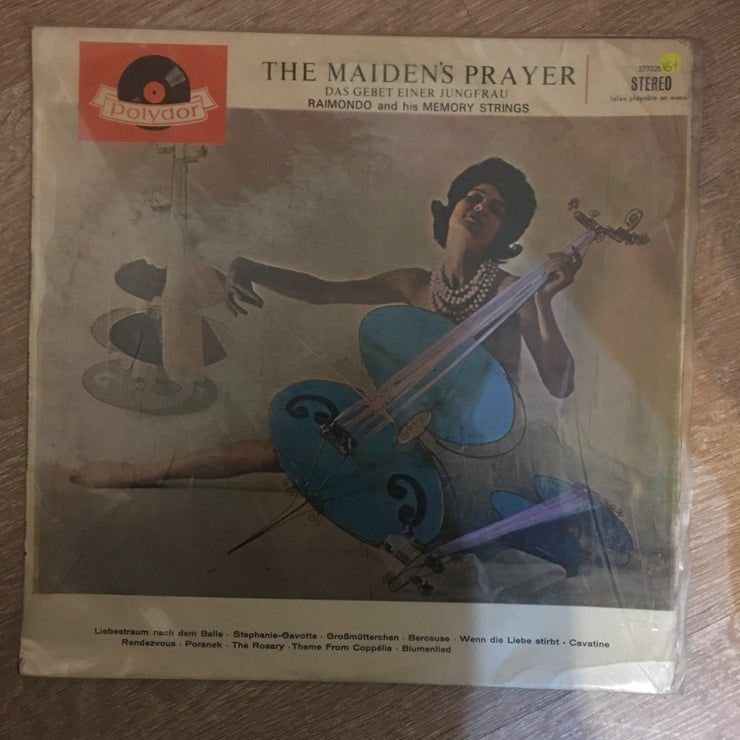 Polydor
THE MAIDEN'S PRAYER
DAS GEBET EINER JUNGFRAU
RAIMONDO and his MEMORY STRINGS
STEREO
(also playable on mono)
Liebestraum nach dem Balle · Stephanie-Gavotte · Großmütterchen · Berceuse · Wenn die Liebe stirbt · Cavatine
Rendazvous · Poranek · The Rosary · Theme From Coppélia · Blumenlied